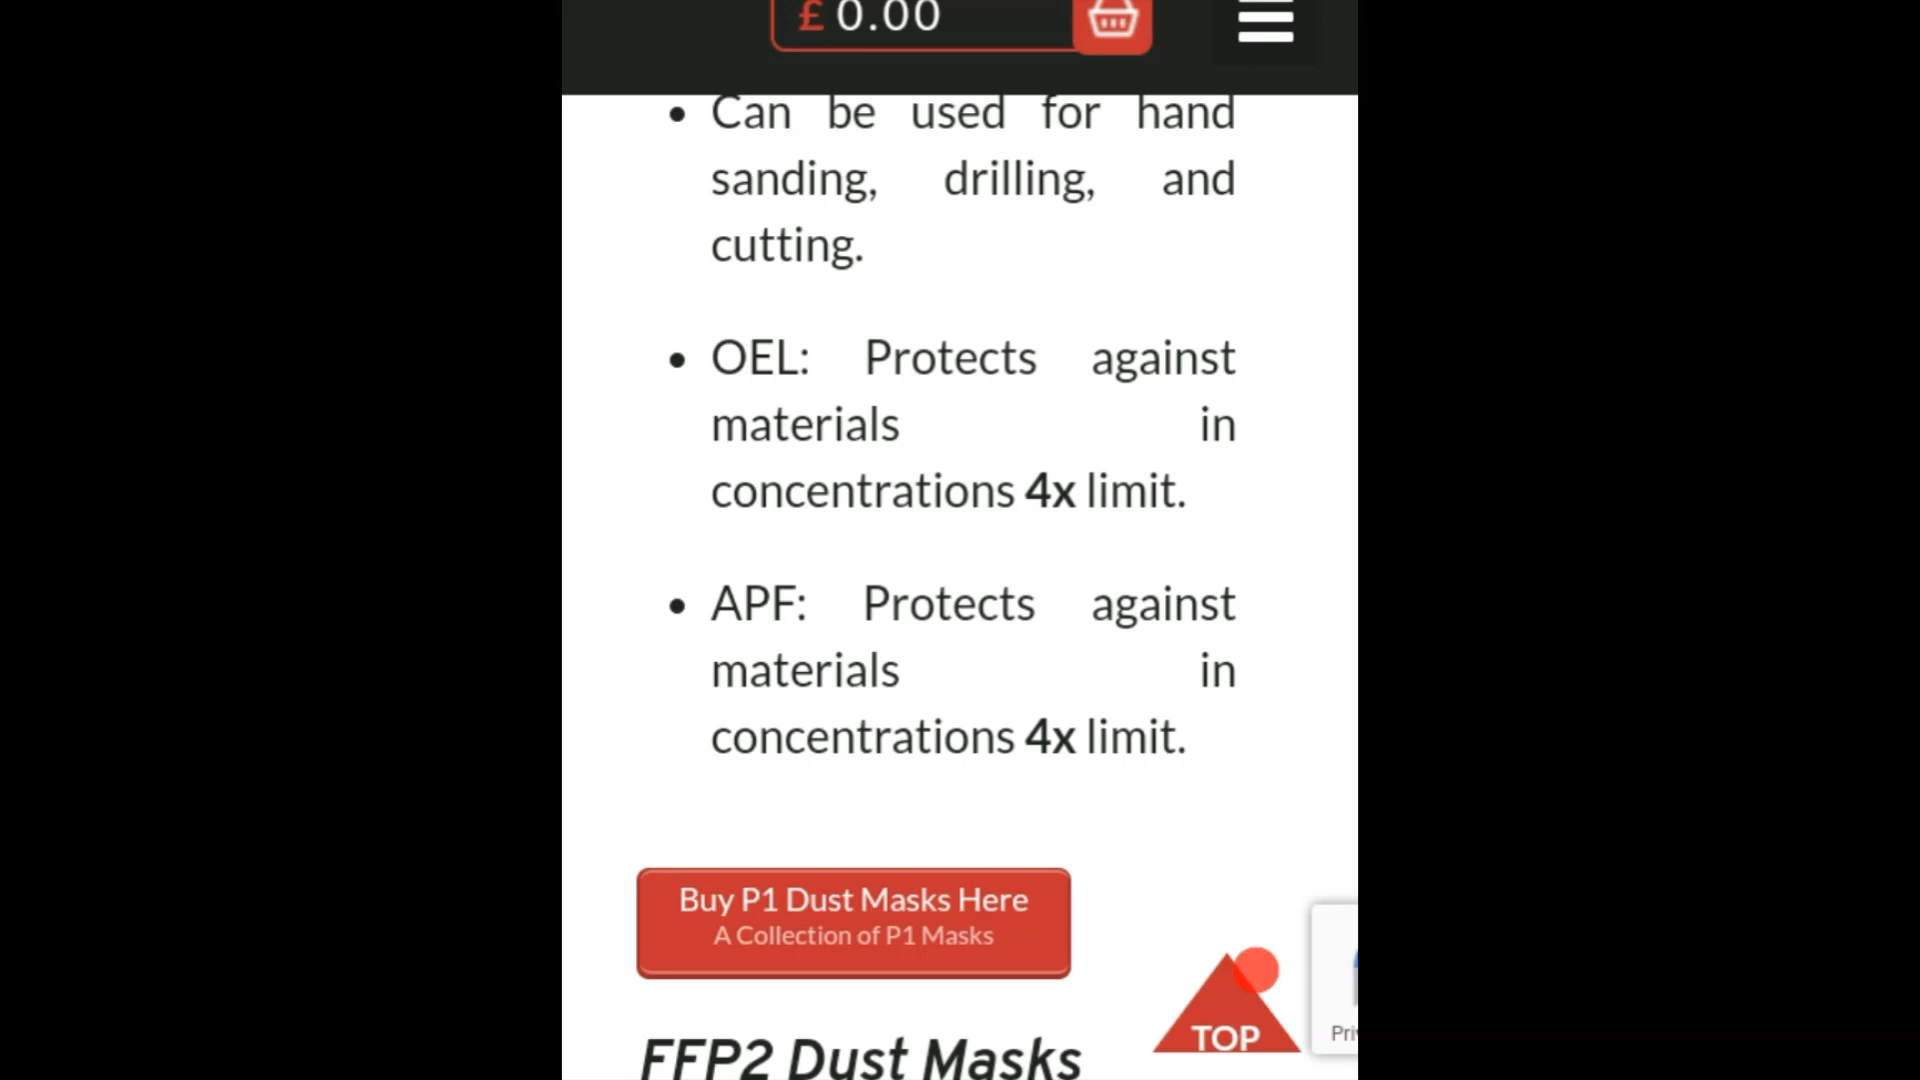 £ 0.00
Can be used for hand
sanding, drilling, and
cutting.
OEL: Protects against
materials in
concentrations 4x limit.
APF: Protects against
materials in
concentrations 4x limit.
Buy P1 Dust Masks Here
A Collection of P1 Masks
TOP
FFP2 Dust Masks